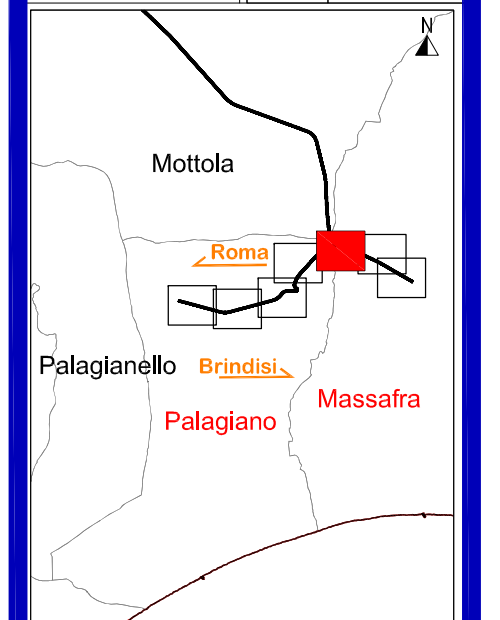 N
Mottola
Roma
Palagianello
Brindisi
Massafra
Palagiano